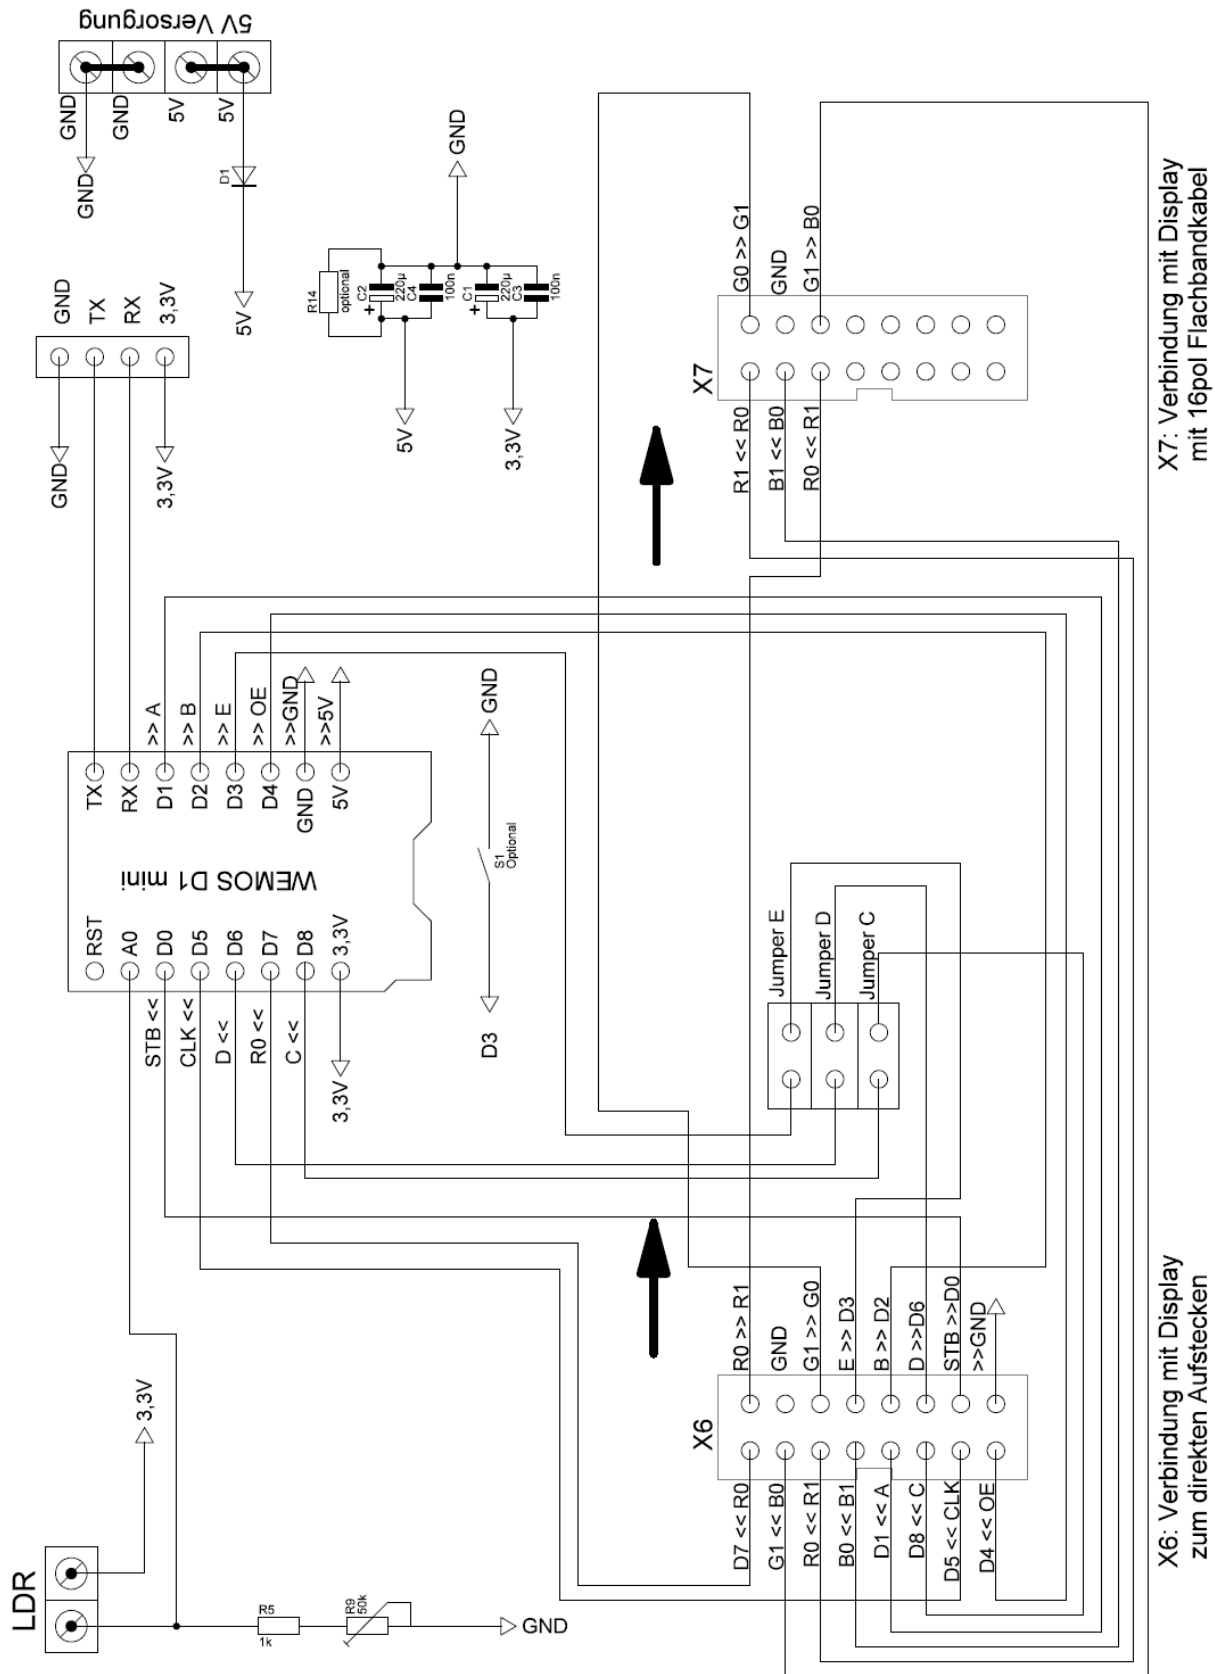 5V Versorgung
GND
GND
5V
5V
GND
D1
5V
GND
TX
RX
3,3V
GND
3,3V
R14
optional
C2
220µ
+
C4
100n
C1
220µ
+
C3
100n
GND
5V
3,3V
WEMOS D1 mini
TX
RX
D1
D2
D3
D4
GND
5V
>> A
>> B
>> E
>> OE
>>GND
>>5V
RST
A0
D0
D5
D6
D7
D8
3,3V
STB <<
CLK <<
D <<
R0 <<
C <<
3,3V
GND
S1
Optional
D3
Jumper E
Jumper D
Jumper C
X7
G0 >> G1
GND
G1 >> B0
R1 << R0
B1 << B0
R0 << R1
X7: Verbindung mit Display
mit 16pol Flachbandkabel
X6
R0 >> R1
GND
G1 >> G0
E >> D3
B >> D2
D >>D6
STB >>D0
>>GND
D7 << R0
G1 << B0
R0 << R1
B0 << B1
D1 << A
D8 << C
D5 << CLK
D4 << OE
X6: Verbindung mit Display
zum direkten Aufstecken
LDR
3,3V
R5
1k
R9
50k
GND